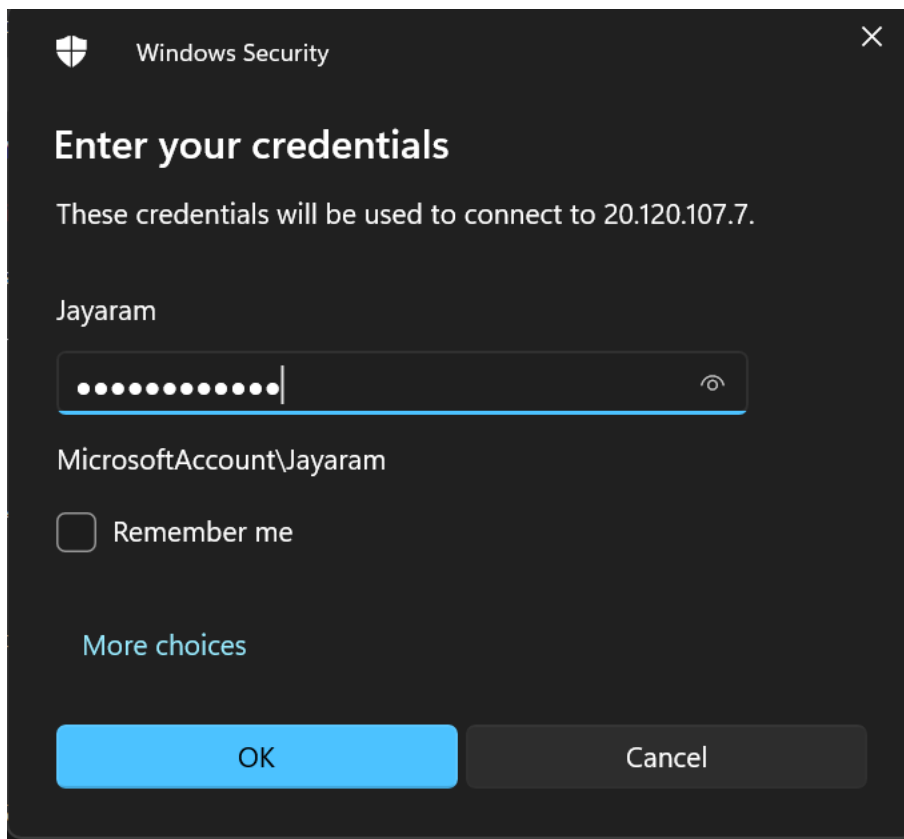 Windows Security
Enter your credentials
These credentials will be used to connect to 20.120.107.7.
Jayaram
●●●●●●●●●●●●
MicrosoftAccount\Jayaram
Remember me
More choices
OK
Cancel